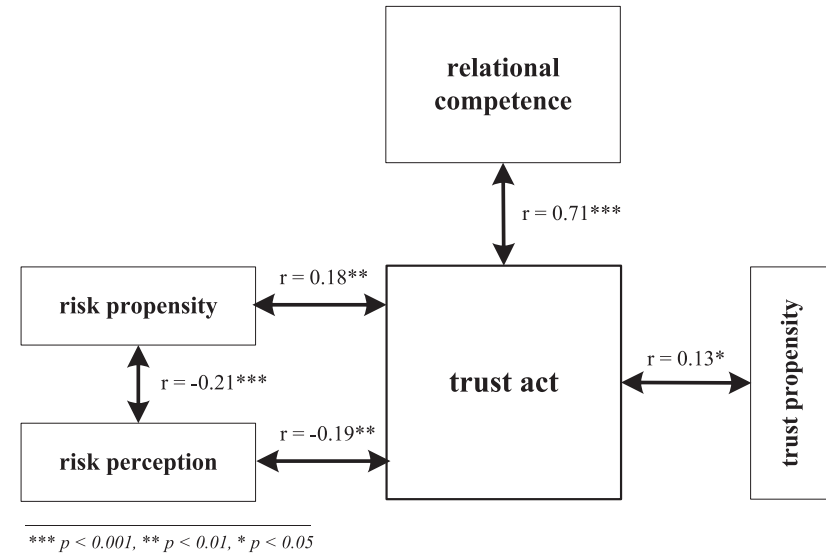 relational
competence
r = 0.71***
risk propensity
r = 0.18**
trust act
r = 0.13*
trust propensity
r = -0.21***
risk perception
r = -0.19**
*** p < 0.001, ** p < 0.01, * p < 0.05